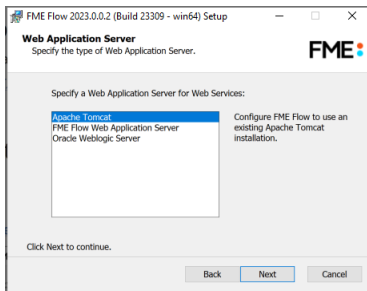 FME Flow 2023.0.0.2 (Build 23309 - win64) Setup
Web Application Server
Specify the type of Web Application Server.
FME
Specify a Web Application Server for Web Services:
Apache Tomcat
FME Flow Web Application Server
Oracle Weblogic Server
Configure FME Flow to use an
existing Apache Tomcat
installation.
Click Next to continue.
Back Next Cancel